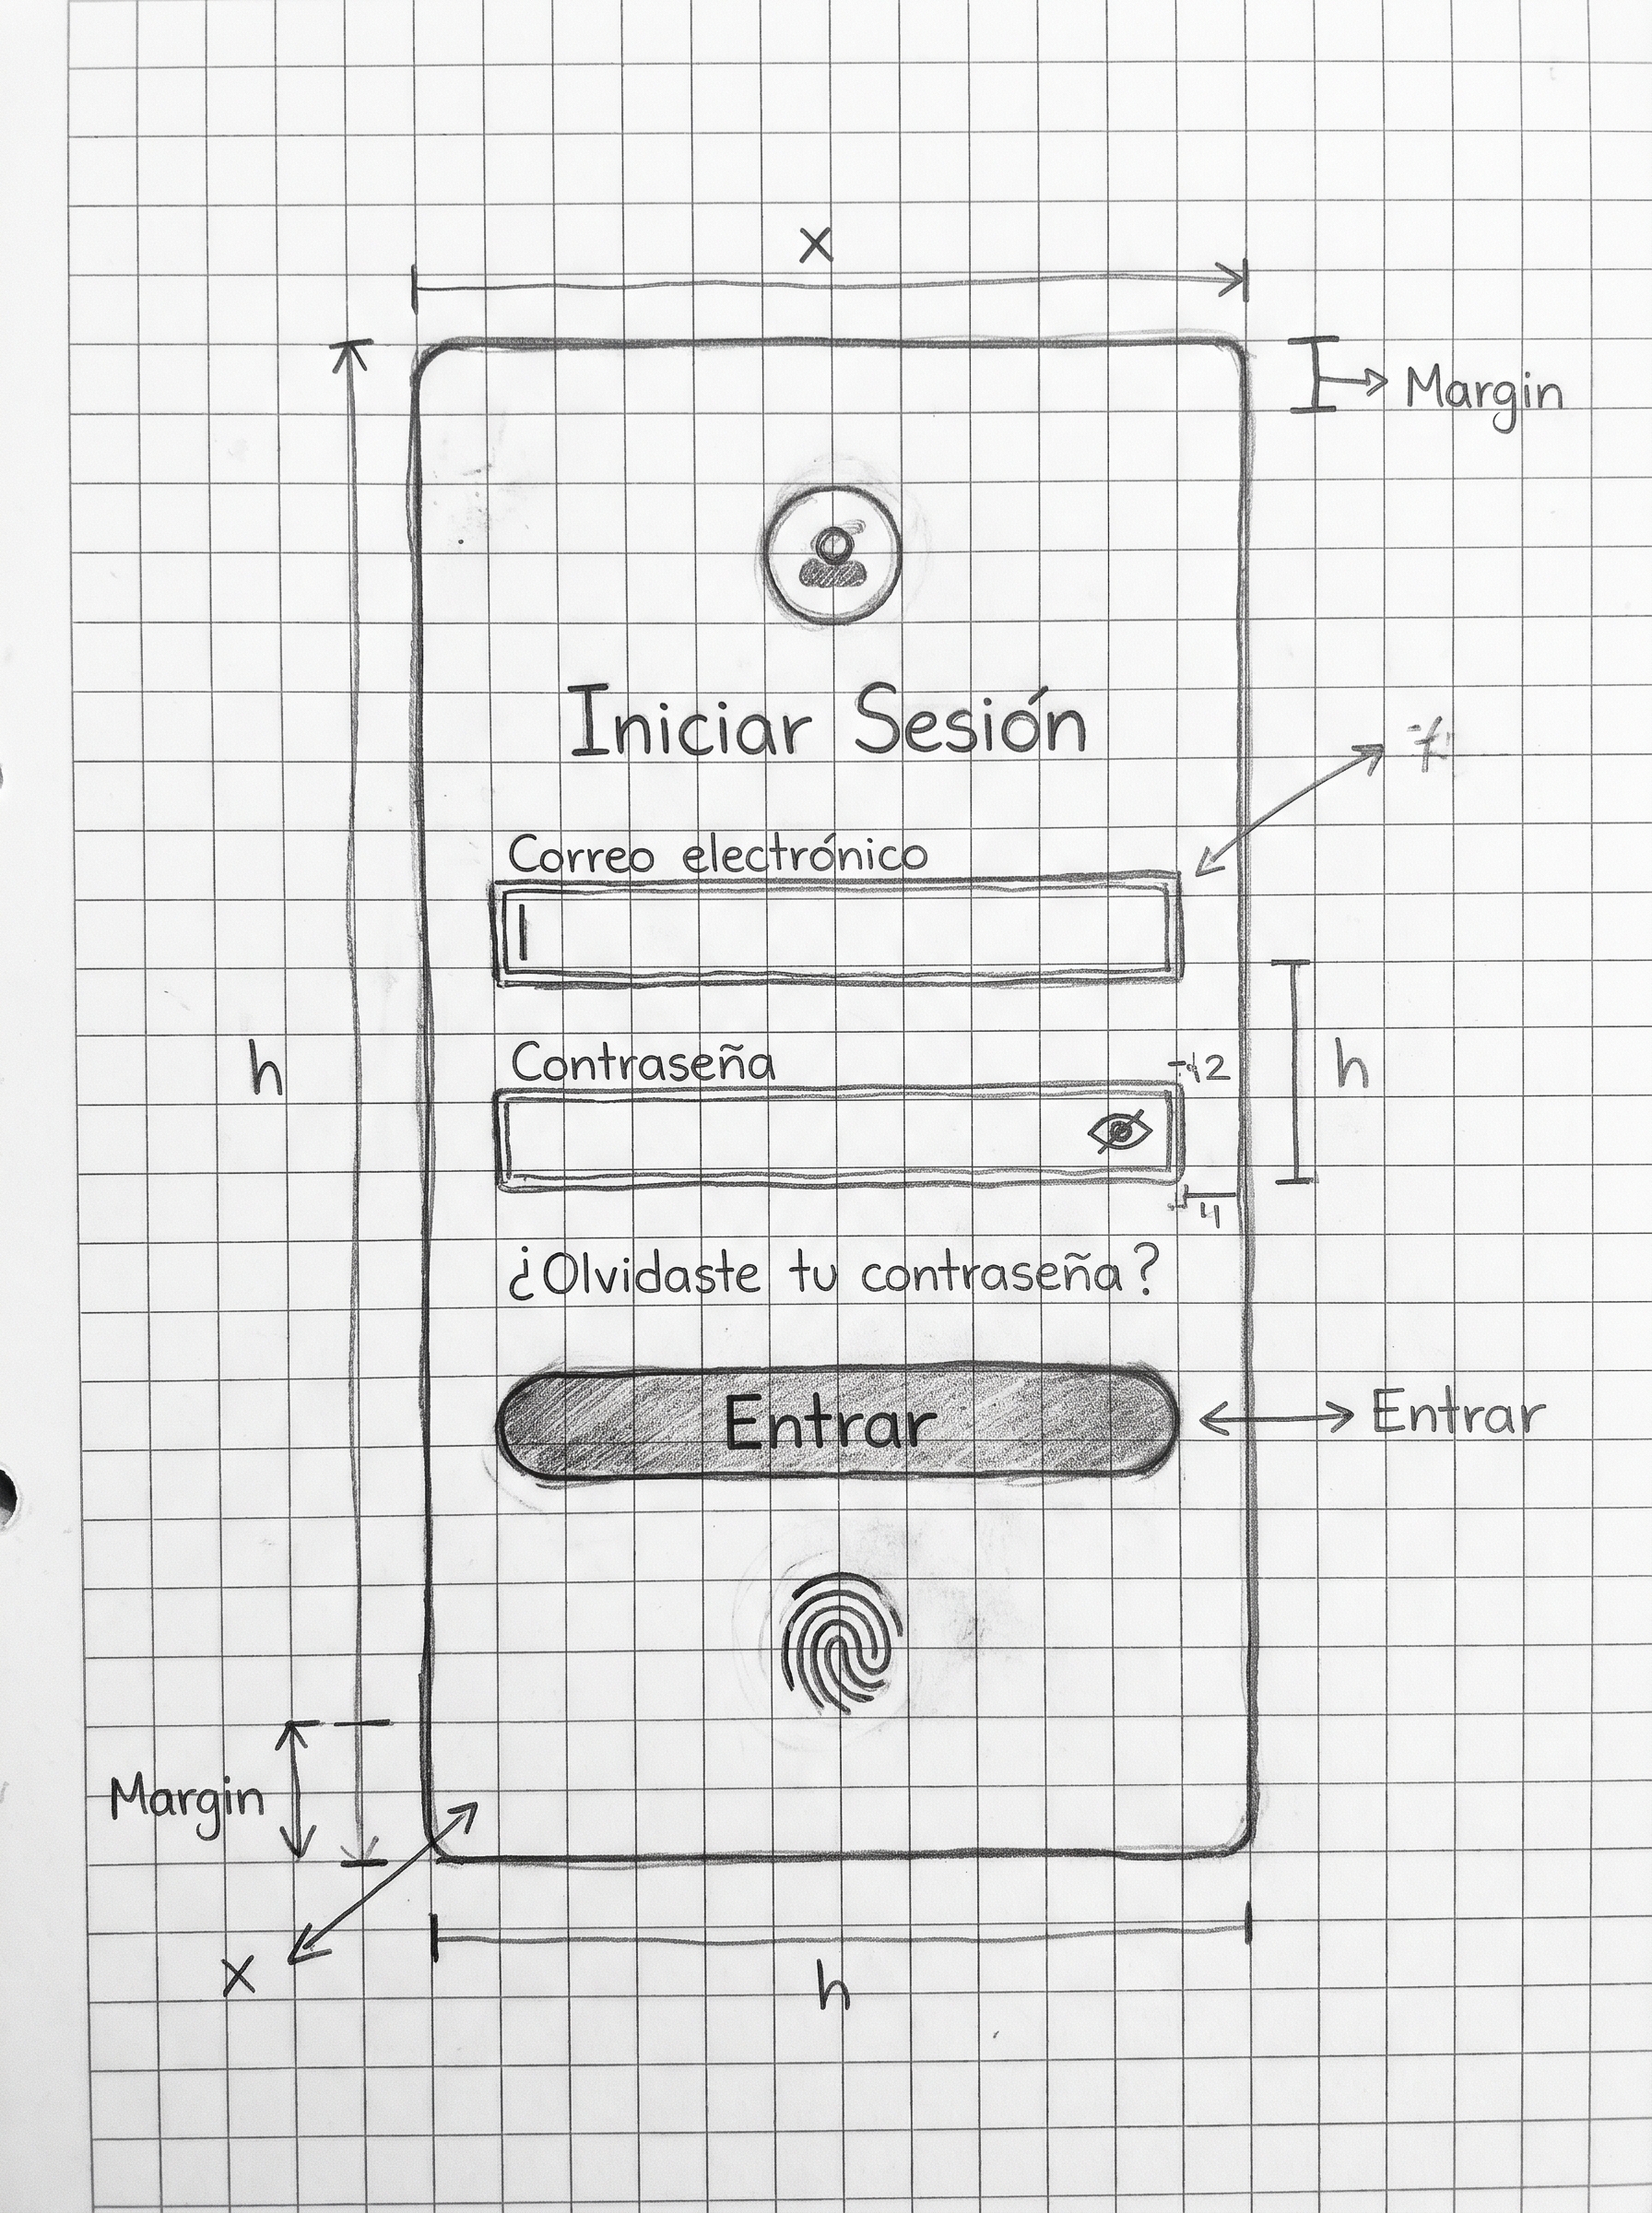 x
Margin
Iniciar Sesión
Correo electrónico
Contraseña
12
h
h
4
¿Olvidaste tu contraseña?
Entrar
Entrar
Margin
x
h